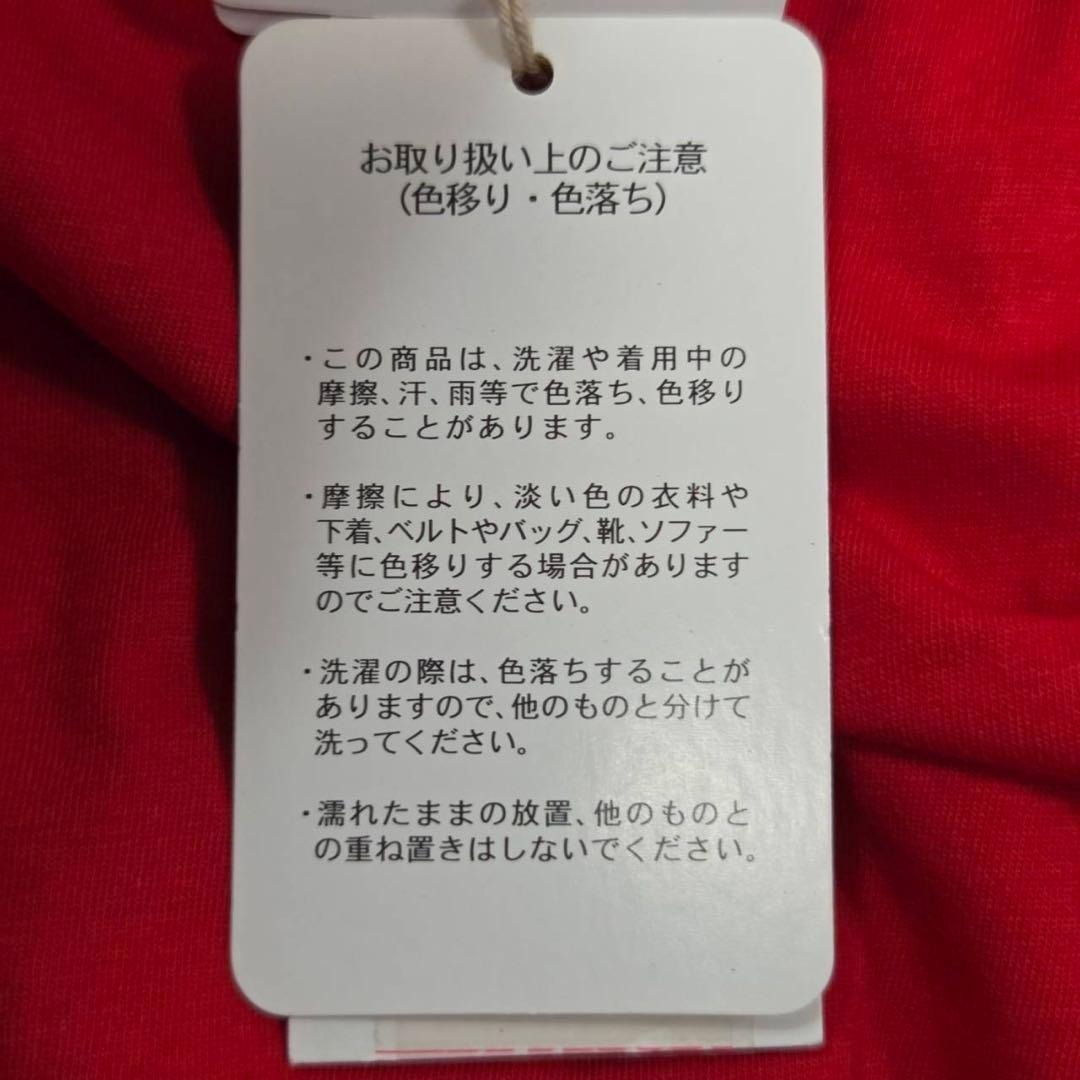 お取り扱い上のご注意
(色移り・色落ち)
・この商品は、洗濯や着用中の
摩擦、汗、雨等で色落ち、色移り
することがあります。
・摩擦により、淡い色の衣料や
下着、ベルトやバッグ、靴、ソファー
等に色移りする場合があります
のでご注意ください。
・洗濯の際は、色落ちすることが
ありますので、他のものと分けて
洗ってください。
・濡れたままの放置、他のものと
の重ね置きはしないでください。